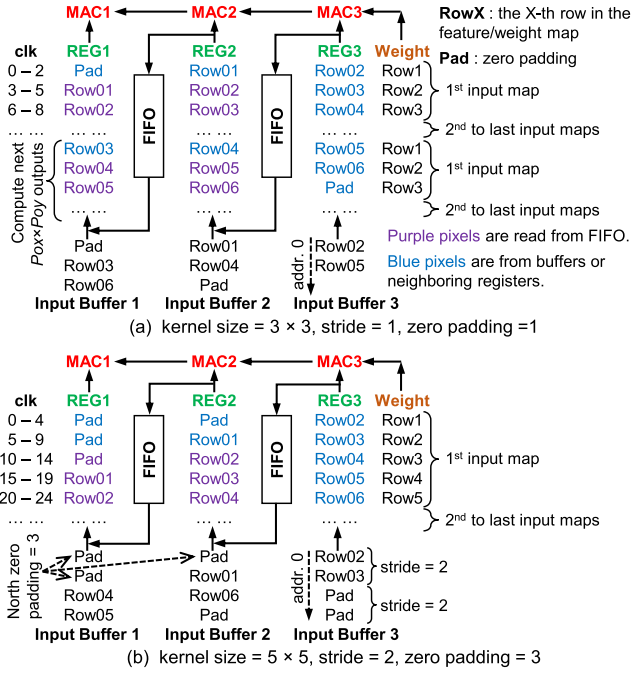 MAC1 MAC2 MAC3
RowX : the X-th row in the
feature/weight map
Pad : zero padding
clk REG1 REG2 REG3 Weight
0 – 2 Pad Row01 Row02 Row1
3 – 5 Row01 Row02 Row03 Row2
6 – 8 Row02 Row03 Row04 Row3
1st input map
... ... ... ... ... ... ... ...
2nd to last input maps
FIFO FIFO
Compute next
Pox×Poy outputs
Row03 Row04 Row05 Row1
Row04 Row05 Row06 Row2
Row05 Row06 Pad Row3
1st input map
... ... ... ... ... ...
2nd to last input maps
Pad Row01 Row02
Row03 Row04 Row05
Row06 Pad
addr. 0
Input Buffer 1 Input Buffer 2 Input Buffer 3
Purple pixels are read from FIFO.
Blue pixels are from buffers or
neighboring registers.
(a) kernel size = 3 × 3, stride = 1, zero padding =1
MAC1 MAC2 MAC3
clk REG1 REG2 REG3 Weight
0 – 4 Pad Pad Row02 Row1
5 – 9 Pad Row01 Row03 Row2
10 – 14 Pad Row02 Row04 Row3
15 – 19 Row01 Row03 Row05 Row4
20 – 24 Row02 Row04 Row06 Row5
1st input map
... ... ... ... ... ... ... ...
2nd to last input maps
FIFO FIFO
North zero
padding = 3
Pad Pad Row02
Pad Row01 Row03
Row04 Row06 Pad
Row05 Pad Pad
addr. 0
stride = 2
stride = 2
Input Buffer 1 Input Buffer 2 Input Buffer 3
(b) kernel size = 5 × 5, stride = 2, zero padding = 3